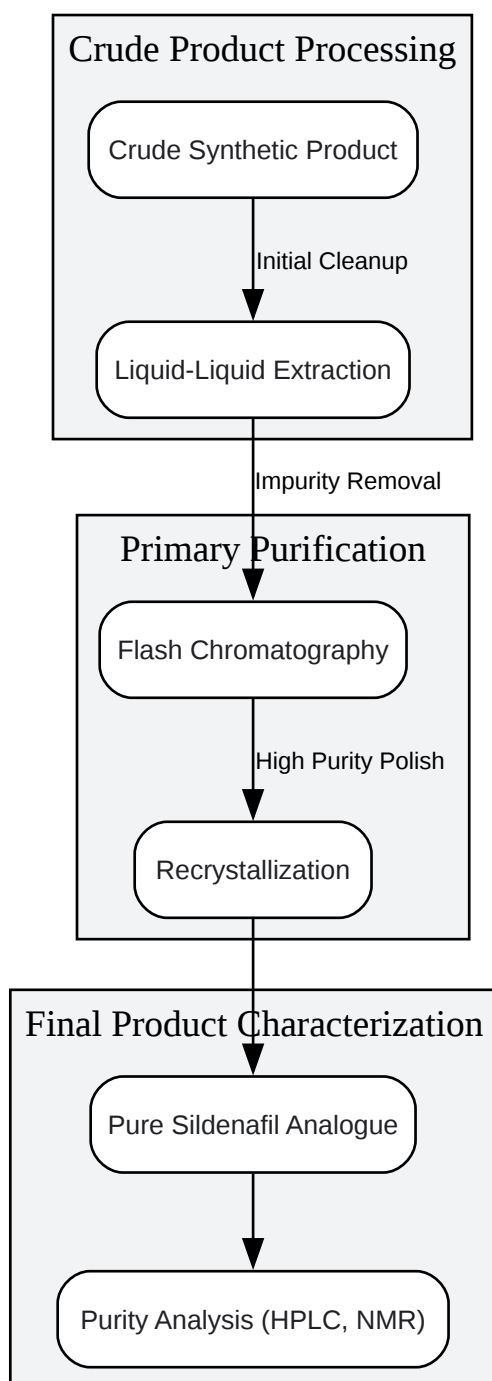 Crude Product Processing
Crude Synthetic Product
Initial Cleanup
Liquid-Liquid Extraction
Impurity Removal
Primary Purification
Flash Chromatography
High Purity Polish
Recrystallization
Final Product Characterization
Pure Sildenafil Analogue
Purity Analysis (HPLC, NMR)